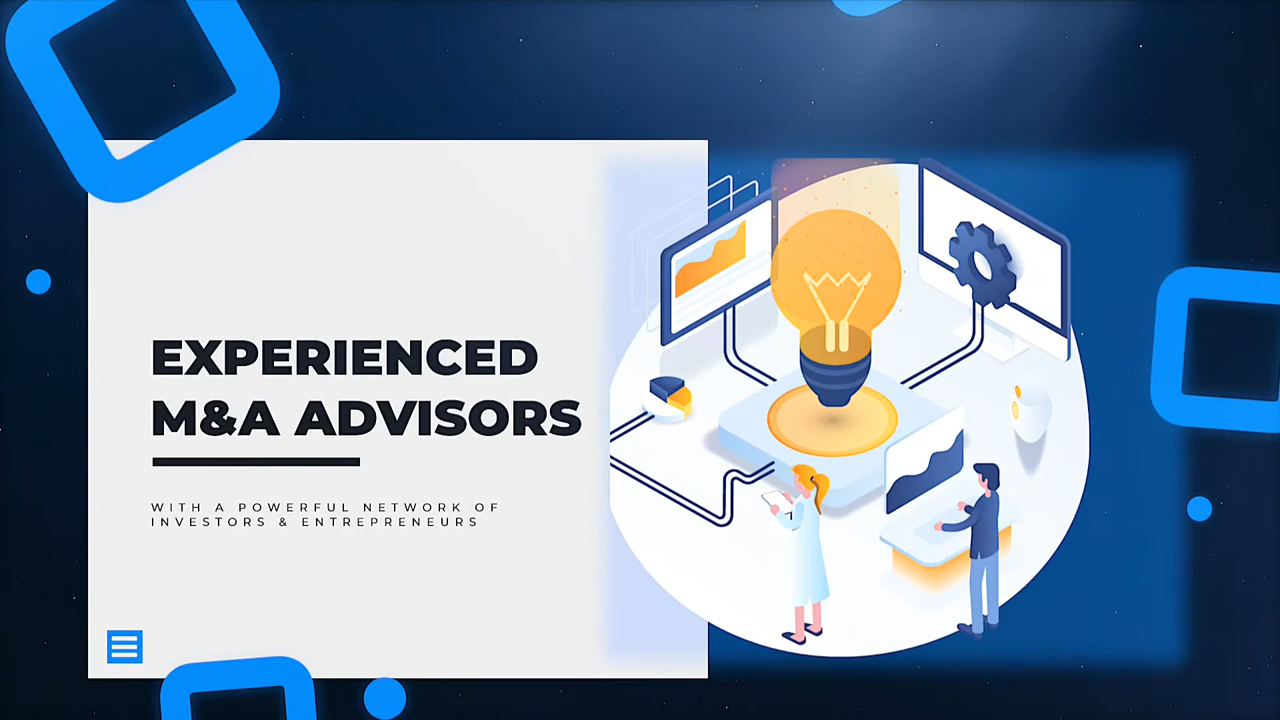 EXPERIENCED
M&A ADVISORS
WITH A POWERFUL NETWORK OF
INVESTORS & ENTREPRENEURS